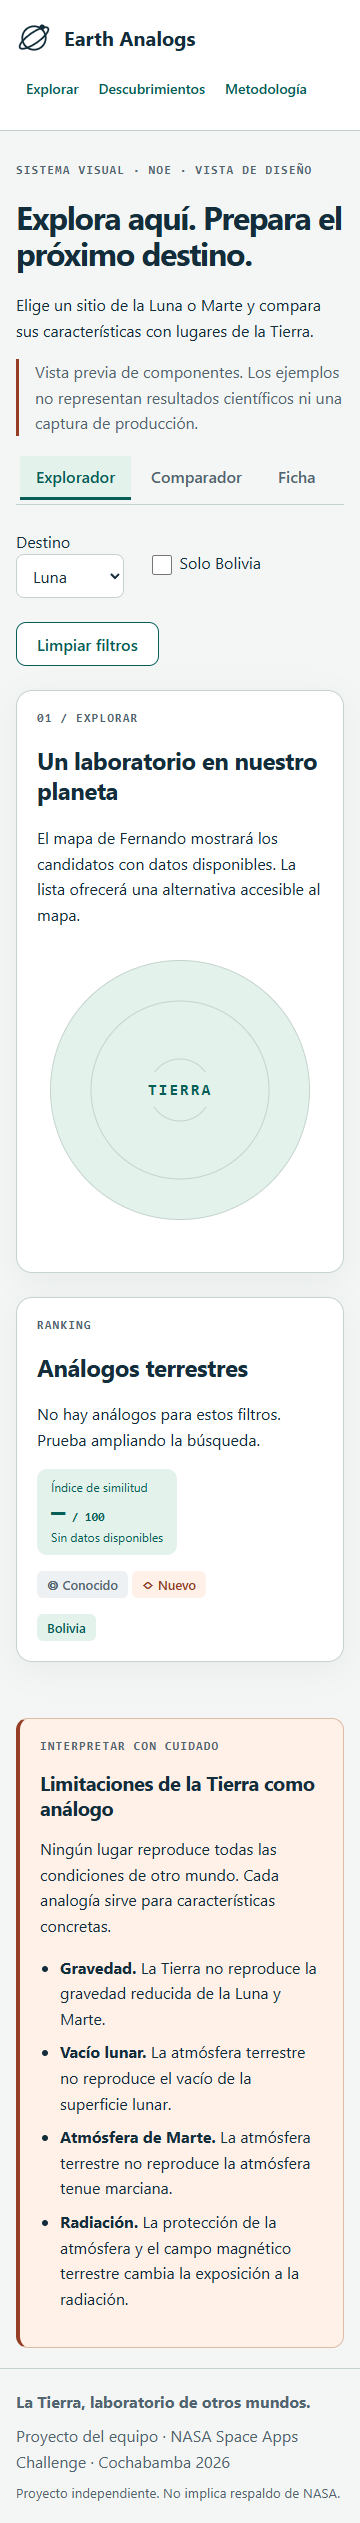 Earth Analogs
Explorar Descubrimientos Metodología
SISTEMA VISUAL · NOE · VISTA DE DISEÑO
Explora aquí. Prepara el
próximo destino.
Elige un sitio de la Luna o Marte y compara
sus características con lugares de la Tierra.
Vista previa de componentes. Los ejemplos
no representan resultados científicos ni una
captura de producción.
Explorador Comparador Ficha
Destino
Luna
Solo Bolivia
Limpiar filtros
01 / EXPLORAR
Un laboratorio en nuestro
planeta
El mapa de Fernando mostrará los
candidatos con datos disponibles. La
lista ofrecerá una alternativa accesible al
mapa.
TIERRA
RANKING
Análogos terrestres
No hay análogos para estos filtros.
Prueba ampliando la búsqueda.
Índice de similitud
— / 100
Sin datos disponibles
Conocido
Nuevo
Bolivia
INTERPRETAR CON CUIDADO
Limitaciones de la Tierra como
análogo
Ningún lugar reproduce todas las
condiciones de otro mundo. Cada
analogía sirve para características
concretas.
• Gravedad. La Tierra no reproduce la
gravedad reducida de la Luna y
Marte.
• Vacío lunar. La atmósfera terrestre
no reproduce el vacío de la
superficie lunar.
• Atmósfera de Marte. La atmósfera
terrestre no reproduce la atmósfera
tenue marciana.
• Radiación. La protección de la
atmósfera y el campo magnético
terrestre cambia la exposición a la
radiación.
La Tierra, laboratorio de otros mundos.
Proyecto del equipo · NASA Space Apps
Challenge · Cochabamba 2026
Proyecto independiente. No implica respaldo de NASA.